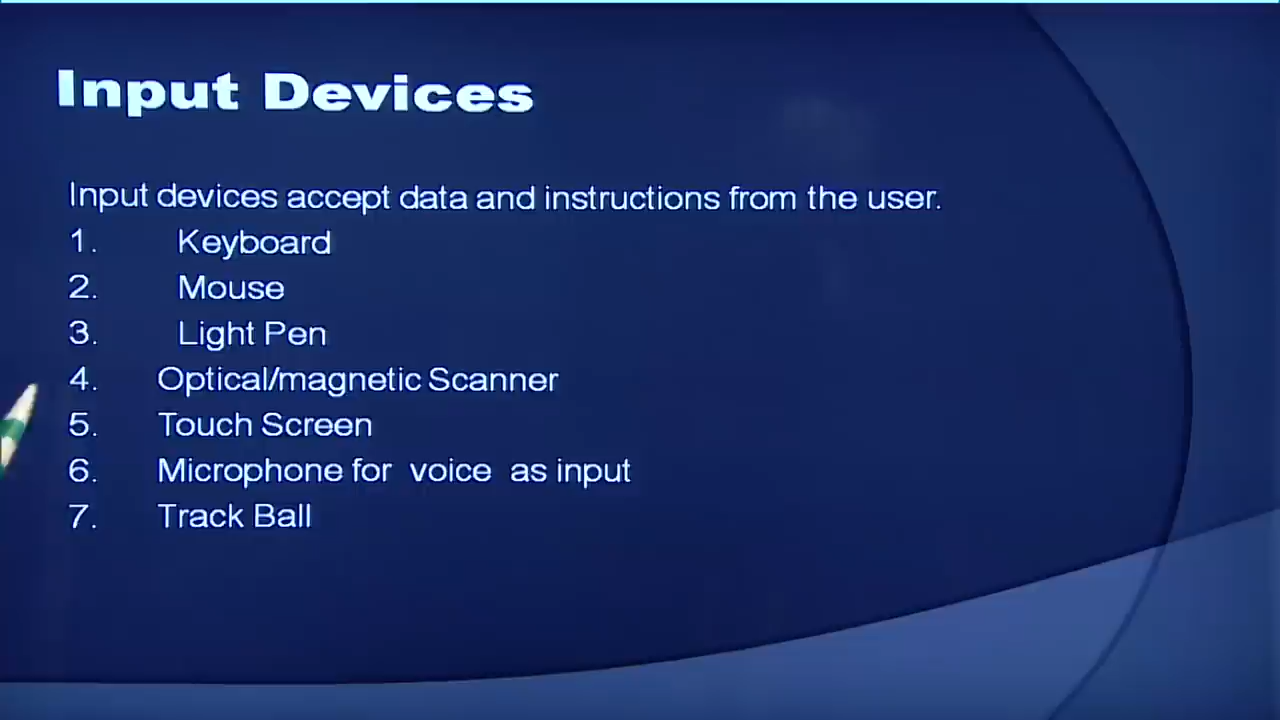 Input Devices
Input devices accept data and instructions from the user.
1. Keyboard
2. Mouse
3. Light Pen
4. Optical/magnetic Scanner
5. Touch Screen
6. Microphone for voice as input
7. Track Ball